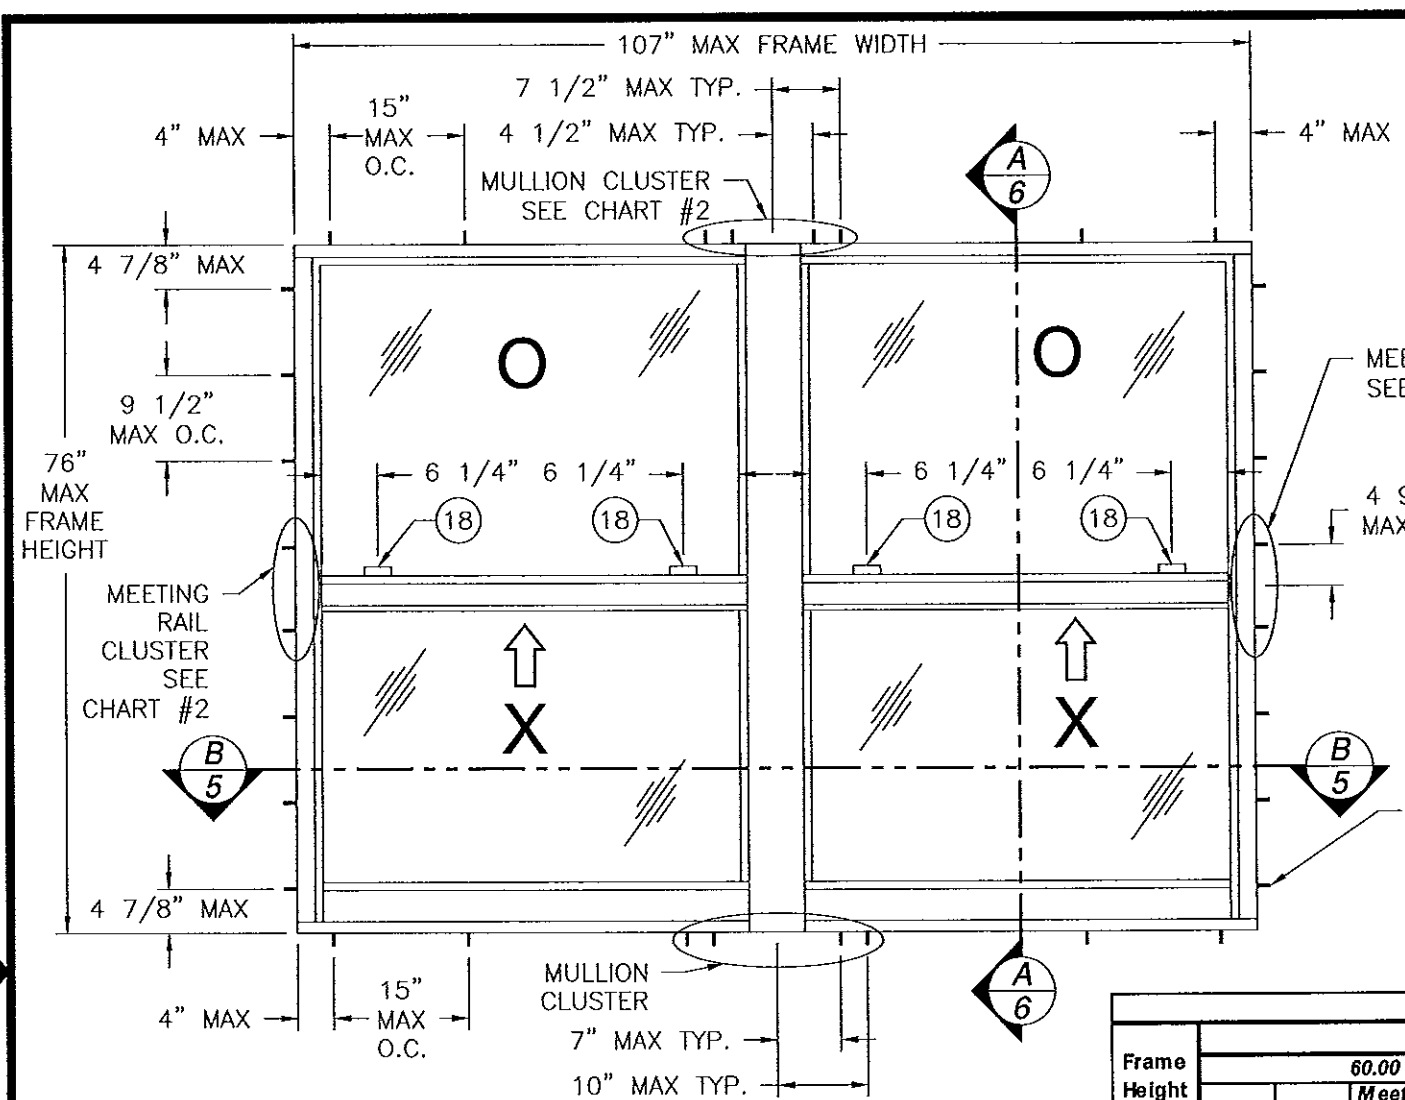 107" MAX FRAME WIDTH
7 1/2" MAX TYP.
15"
MAX
O.C.
4" MAX
4 1/2" MAX TYP.
4" MAX
MULLION CLUSTER
SEE CHART #2
A
6
4 7/8" MAX
O
O
9 1/2"
MAX O.C.
76"
MAX
FRAME
HEIGHT
6 1/4" 6 1/4"
6 1/4" 6 1/4"
18
18
18
18
4
MAX
MEETING
RAIL
CLUSTER
SEE
CHART #2
X
X
B
5
B
5
4 7/8" MAX
MULLION
CLUSTER
A
6
4" MAX
15"
MAX
O.C.
7" MAX TYP.
10" MAX TYP.
Frame
Height
60.00